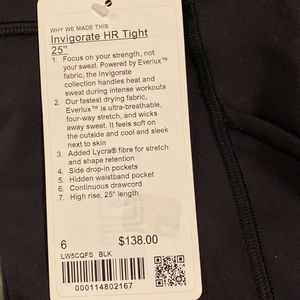 WHY WE MADE THIS
Invigorate HR Tight
25"
1. Focus on your strength, not
your sweat. Powered by Everlux™
fabric, the Invigorate
collection handles heat and
sweat during intense workouts
2. Our fastest drying fabric,
Everlux™ is ultra-breathable,
four-way stretch, and wicks
away sweat. It feels soft on
the outside and cool and sleek
next to skin
3. Added Lycra® fibre for stretch
and shape retention
4. Side drop-in pockets
5. Hidden waistband pocket
6. Continuous drawcord
7. High rise, 25" length
6 $138.00
LW5CQFS BLK
000114802167